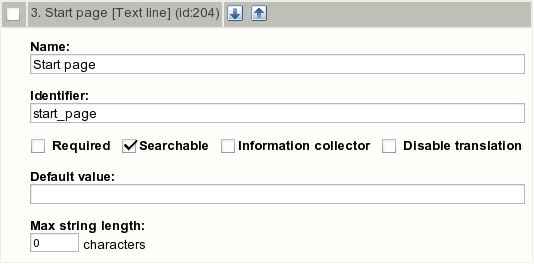 3. Start page [Text line] (id:204)
Name:
Start page
Identifier:
start_page
Required Searchable Information collector Disable translation
Default value:
Max string length:
0 characters